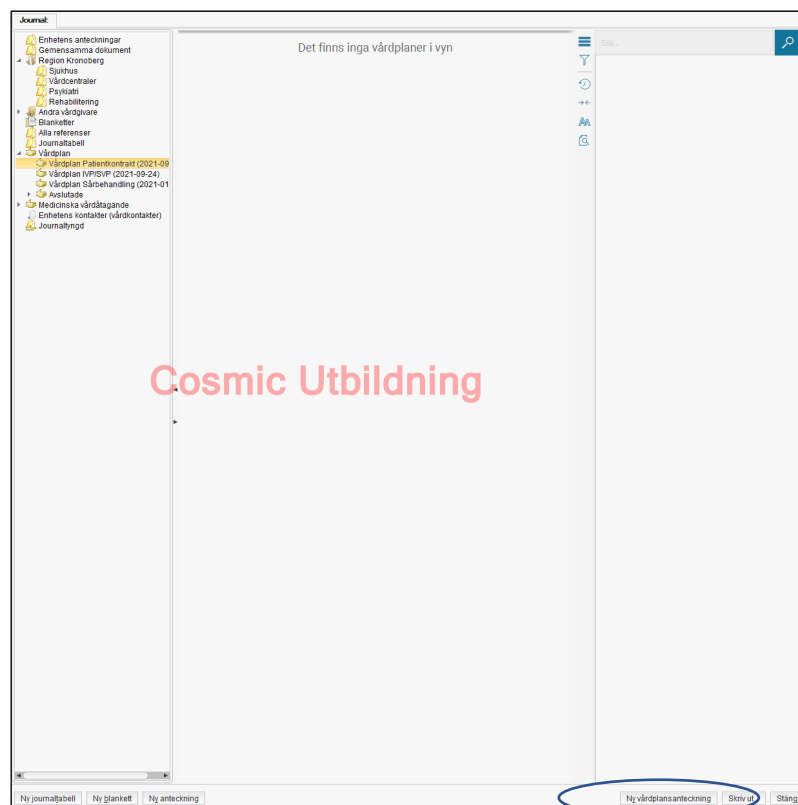 Journal:
Enhetens anteckningar
Gemensamma dokument
Region Kronoberg
Sjukhus
Vårdcentraler
Psykiatri
Rehabilitering
Andra vårdgivare
Blanketter
Alla referenser
Journaltabell
Vårdplan
Vårdplan Patientkontrakt (2021-09
Vårdplan IVP/SVP (2021-09-24)
Vårdplan Sårbehandling (2021-01
Avslutade
Medicinska vårdåtagande
Enhetens kontakter (vårdkontakter)
Journaltyngd
Det finns inga vårdplaner i vyn
Sök...
AA
Cosmic Utbildning
Ny journaltabell Ny blankett Ny anteckning Ny vårdplansanteckning Skriv ut Stäng